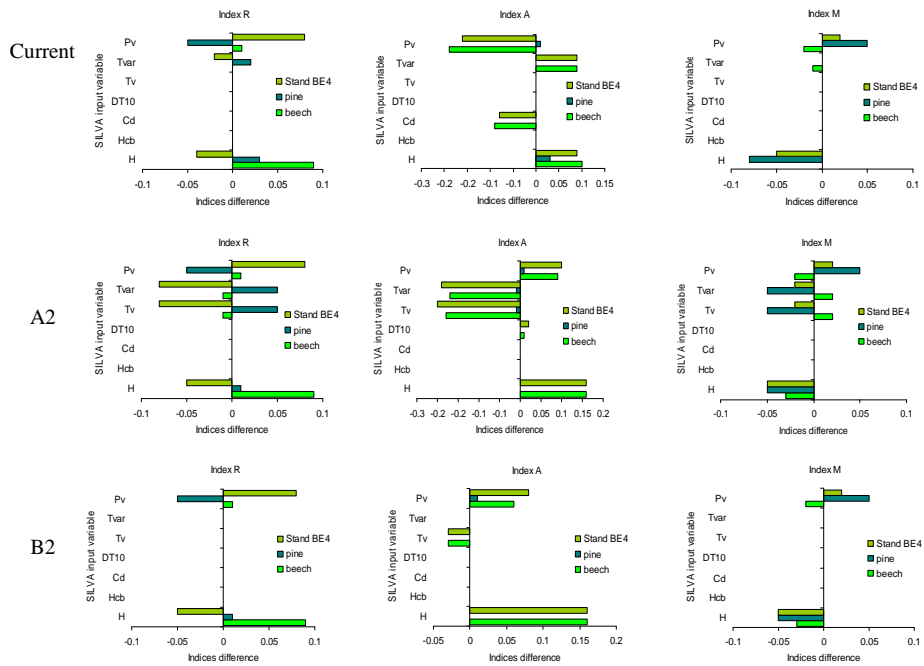 Current
Index R
SILVA input variable
Pv
Tvar
Tv
DT10
Cd
Hcb
H
Stand BE4
pine
beech
-0.1 -0.05 0 0.05 0.1
Indices difference
Index A
SILVA input variable
Pv
Tvar
Tv
DT10
Cd
Hcb
H
Stand BE4
pine
beech
-0.3 -0.3 -0.2 -0.2 -0.1 -0.1 0 0.05 0.1 0.15
Indices difference
Index M
SILVA input variable
Pv
Tvar
Tv
DT10
Cd
Hcb
H
Stand BE4
pine
beech
-0.1 -0.05 0 0.05 0.1
Indices difference
A2
Index R
SILVA input variable
Pv
Tvar
Tv
DT10
Cd
Hcb
H
Stand BE4
pine
beech
-0.1 -0.05 0 0.05 0.1
Indices difference
Index A
SILVA input variable
Pv
Tvar
Tv
DT10
Cd
Hcb
H
Stand BE4
pine
beech
-0.3 -0.2 -0.2 -0.1 -0.1 0 0.05 0.1 0.15 0.2
Indices difference
Index M
SILVA input variable
Pv
Tvar
Tv
DT10
Cd
Hcb
H
Stand BE4
pine
beech
-0.1 -0.05 0 0.05 0.1
Indices difference
B2
Index R
SILVA input variable
Pv
Tvar
Tv
DT10
Cd
Hcb
H
Stand BE4
pine
beech
-0.1 -0.05 0 0.05 0.1
Indices difference
Index A
SILVA input variable
Pv
Tvar
Tv
DT10
Cd
Hcb
H
Stand BE4
pine
beech
-0.05 0 0.05 0.1 0.15 0.2
Indices difference
Index M
SILVA input variable
Pv
Tvar
Tv
DT10
Cd
Hcb
H
Stand BE4
pine
beech
-0.1 -0.05 0 0.05 0.1
Indices difference